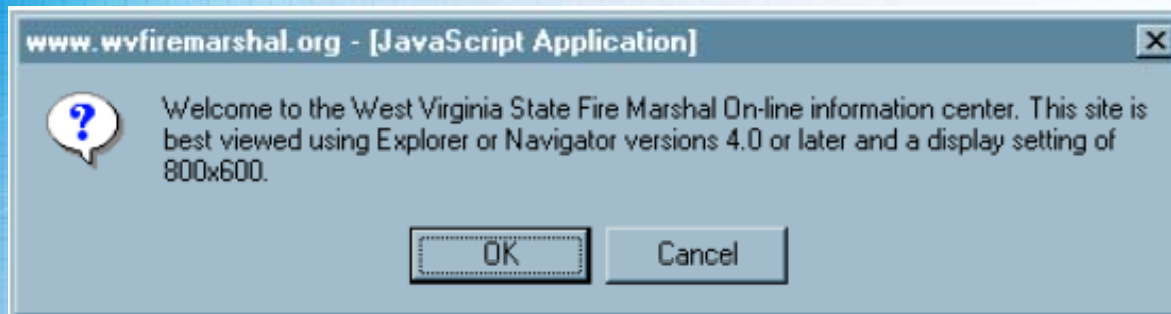 www.wvfiremarshal.org - [JavaScript Application]
Welcome to the West Virginia State Fire Marshal On-line information center. This site is
best viewed using Explorer or Navigator versions 4.0 or later and a display setting of
800x600.
OK
Cancel